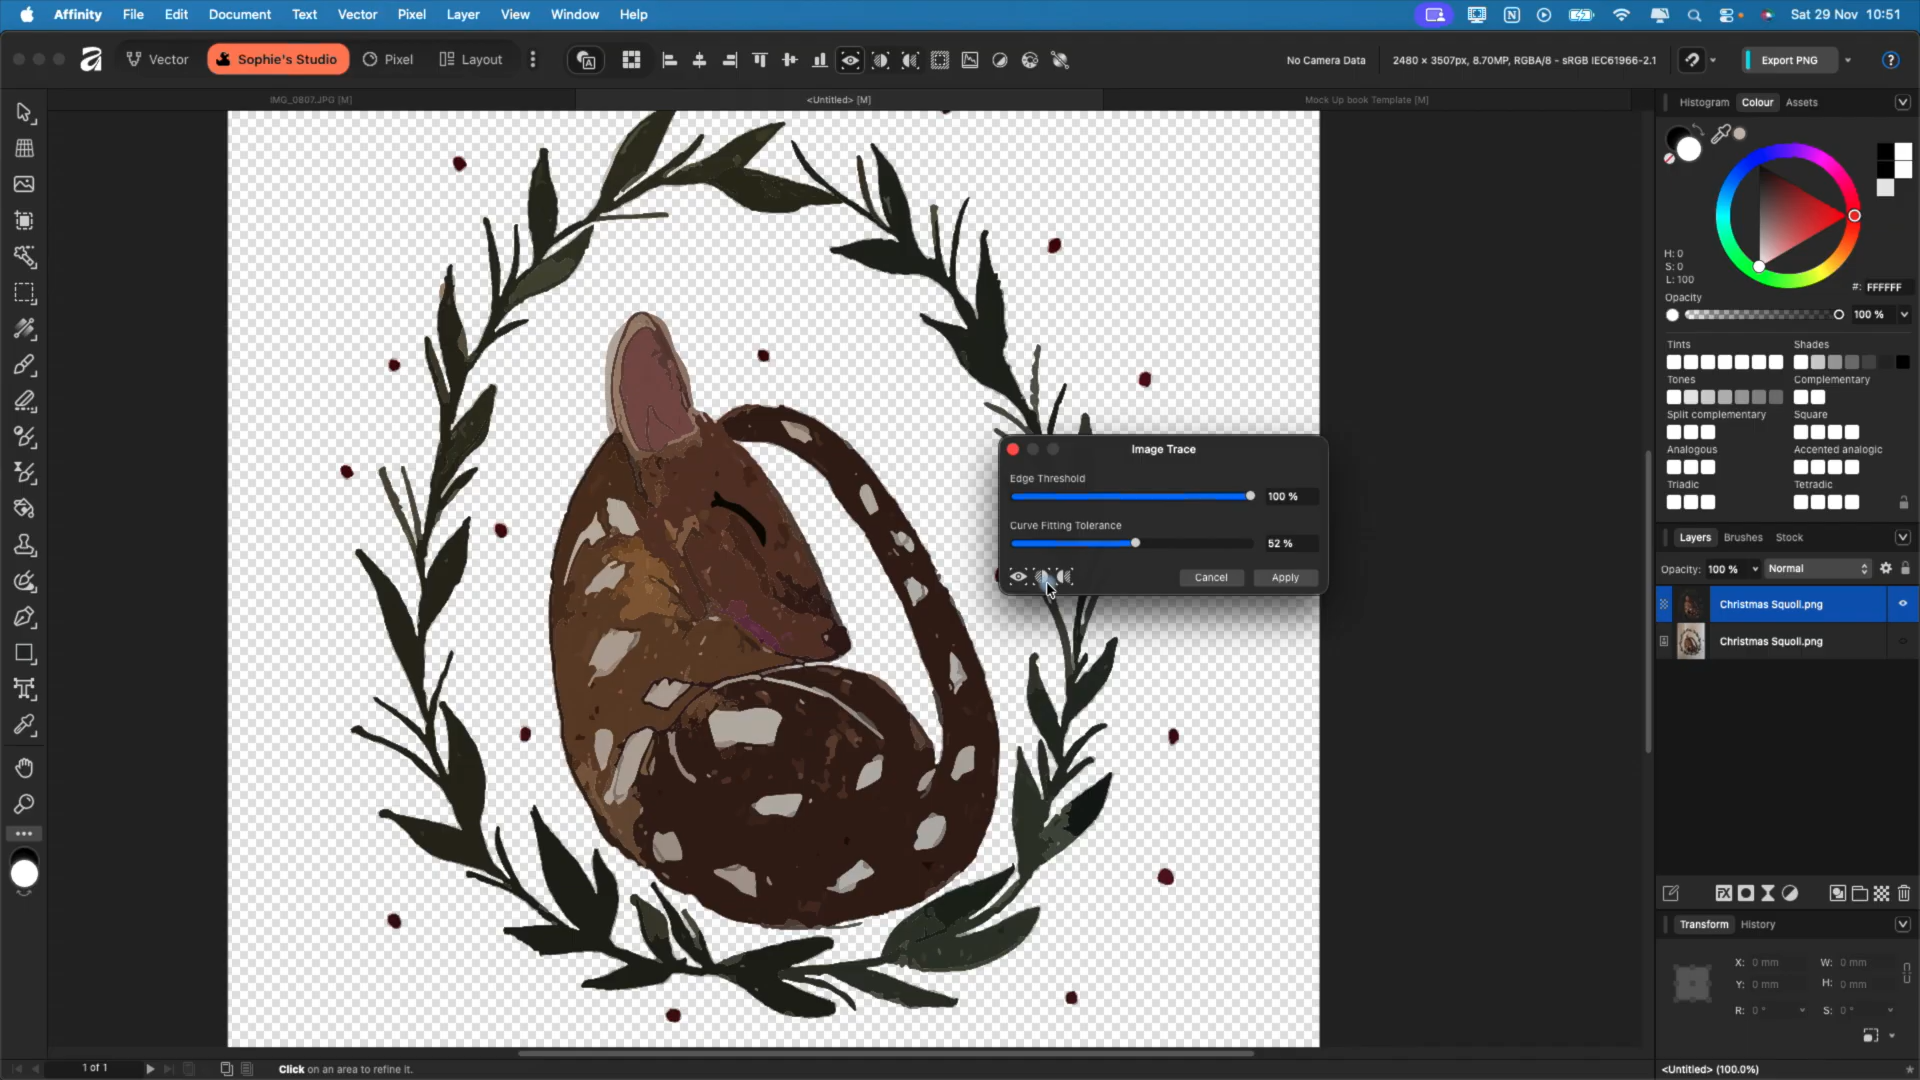 Affinity File Edit Document Text Vector Pixel Layer View Window Help Sat 29 Nov 10:51
Vector Sophie's Studio Pixel Layout No Camera Data 2480 × 3507px, 8.70MP, RGBA/8 - sRGB IEC61966-2.1 Export PNG
IMG_0807.JPG [M] <Untitled> [M] Mock Up book Template [M]
Histogram Colour Assets
H: 0
S: 0
L: 100
#: FFFFFF
Opacity
100 %
Tints Shades
Tones Complementary
Split complementary Square
Analogous Accented analogic
Triadic Tetradic
Image Trace
Edge Threshold
100 %
Curve Fitting Tolerance
52 %
Cancel Apply
Layers Brushes Stock
Opacity: 100 % Normal
Christmas Squoll.png
Christmas Squoll.png
Transform History
X: 0 mm W: 0 mm
Y: 0 mm H: 0 mm
R: 0 ° S: 0 °
1 of 1 Click on an area to refine it. <Untitled> (100.0%)